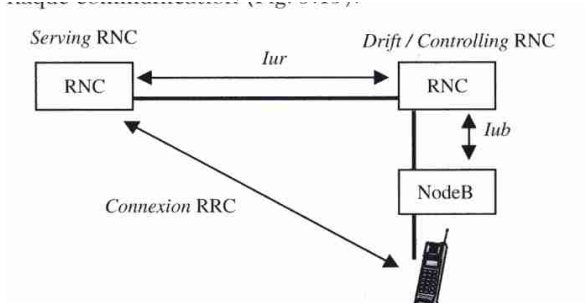 Serving RNC
Drift / Controlling RNC
Iur
RNC
RNC
Iub
NodeB
Connexion RRC